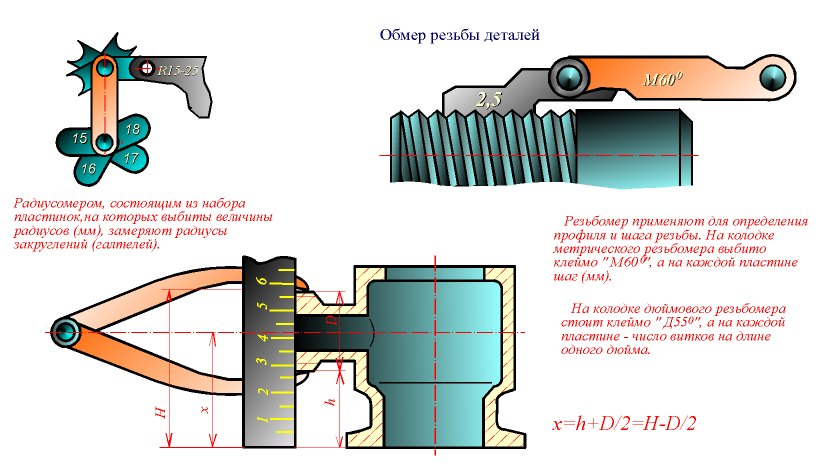 Обмер резьбы деталей
R15-25
15
16
17
18
М60⁰
2,5
Радиусомером, состоящим из набора
пластинок,на которых выбиты величины
радиусов (мм), замеряют радиусы
закруглений (галтелей).
Резьбомер применяют для определения
профиля и шага резьбы. На колодке
метрического резьбомера выбито
клеймо " М60⁰", а на каждой пластине
шаг (мм).
На колодке дюймового резьбомера
стоит клеймо " Д55⁰", а на каждой
пластине - число витков на длине
одного дюйма.
6
5
4
3
2
1
H
x
D
h
x=h+D/2=H-D/2